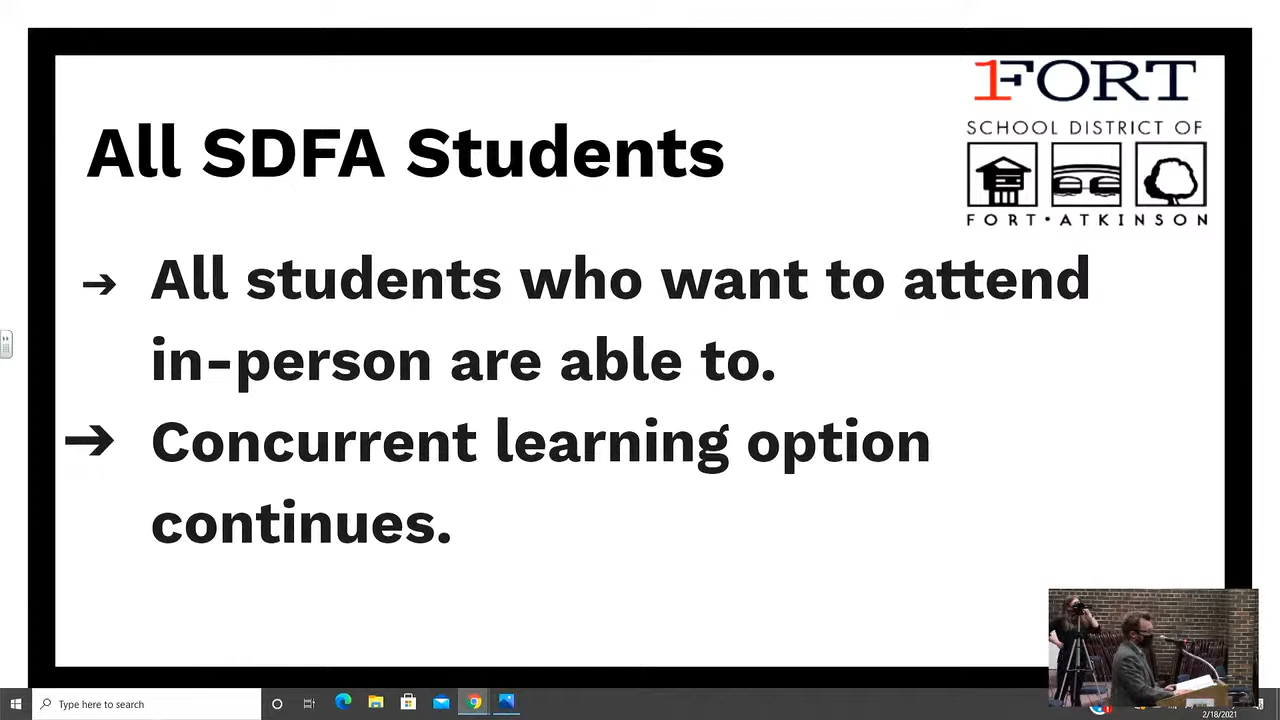 1FORT
SCHOOL DISTRICT OF
FORT•ATKINSON
All SDFA Students
➔ All students who want to attend
in-person are able to.
➔ Concurrent learning option
continues.
Type here to search
2/18/2021